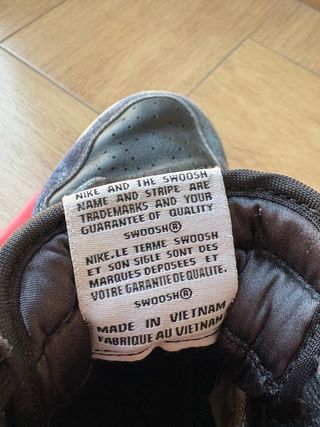 NIKE AND THE SWOOSH
NAME AND STRIPE ARE
TRADEMARKS AND YOUR
GUARANTEE OF QUALITY
SWOOSH®
NIKE.LE TERME SWOOSH
ET SON SIGLE SONT DES
MARQUES DEPOSEES ET
VOTRE GARANTIE DE QUALITE.
SWOOSH®
MADE IN VIETNAM
FABRIQUE AU VIETNAM